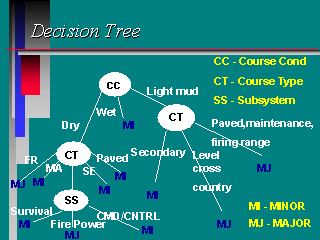 Decision Tree
CC - Course Cond
CT - Course Type
SS - Subsystem
CC
Light mud
Wet
MI
Dry
CT
Paved,maintenance,
firing range
CT
FR
MJ
MA
MI
SE
MI
Paved
MI
Secondary
MI
Level
cross
country
MJ
MJ
SS
Survival
MI
Fire Power
MJ
CMD/CNTRL
MI
MI - MINOR
MJ - MAJOR